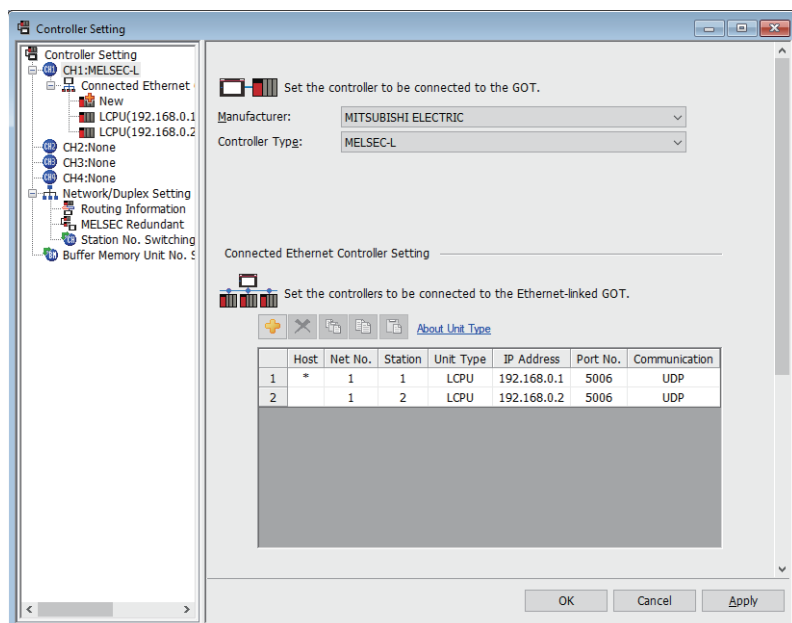 Controller Setting
Controller Setting
CH1:MELSEC-L
Connected Ethernet
New
LCPU(192.168.0.1
LCPU(192.168.0.2
CH2:None
CH3:None
CH4:None
Network/Duplex Setting
Routing Information
MELSEC Redundant
Station No. Switching
Buffer Memory Unit No. S
Set the controller to be connected to the GOT.
Manufacturer: MITSUBISHI ELECTRIC
Controller Type: MELSEC-L
Connected Ethernet Controller Setting
Set the controllers to be connected to the Ethernet-linked GOT.
About Unit Type
Host Net No. Station Unit Type IP Address Port No. Communication
1 * 1 1 LCPU 192.168.0.1 5006 UDP
2 1 2 LCPU 192.168.0.2 5006 UDP
OK Cancel Apply